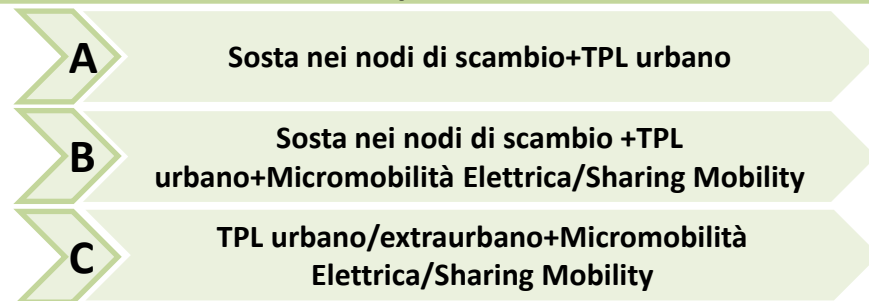 A
Sosta nei nodi di scambio+TPL urbano
B
Sosta nei nodi di scambio +TPL
urbano+Micromobilità Elettrica/Sharing Mobility
C
TPL urbano/extraurbano+Micromobilità
Elettrica/Sharing Mobility